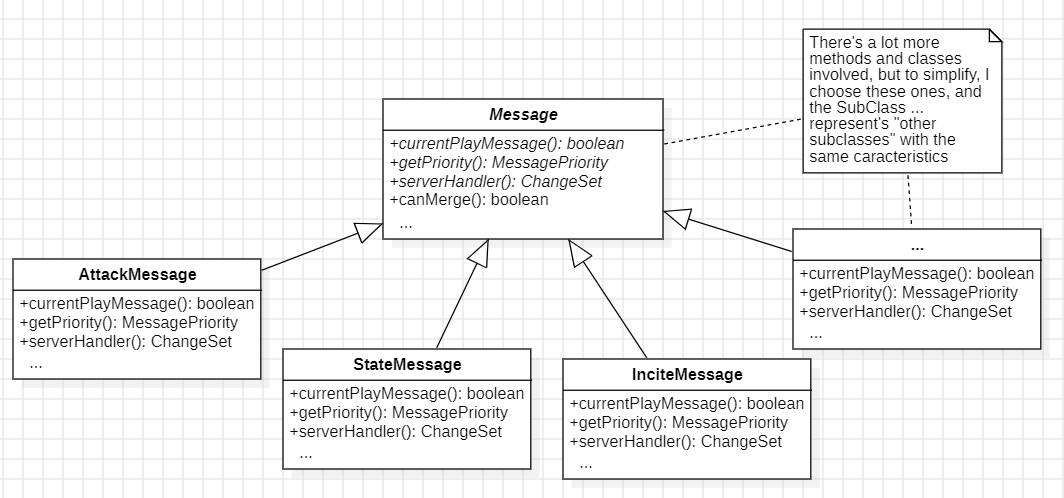 There's a lot more
methods and classes
involved, but to simplify, I
choose these ones, and
the SubClass ...
represent's "other
subclasses" with the
same caracteristics
Message
+currentPlayMessage(): boolean
+getPriority(): MessagePriority
+serverHandler(): ChangeSet
+canMerge(): boolean
...
...
+currentPlayMessage(): boolean
+getPriority(): MessagePriority
+serverHandler(): ChangeSet
...
AttackMessage
+currentPlayMessage(): boolean
+getPriority(): MessagePriority
+serverHandler(): ChangeSet
...
StateMessage
+currentPlayMessage(): boolean
+getPriority(): MessagePriority
+serverHandler(): ChangeSet
...
InciteMessage
+currentPlayMessage(): boolean
+getPriority(): MessagePriority
+serverHandler(): ChangeSet
...